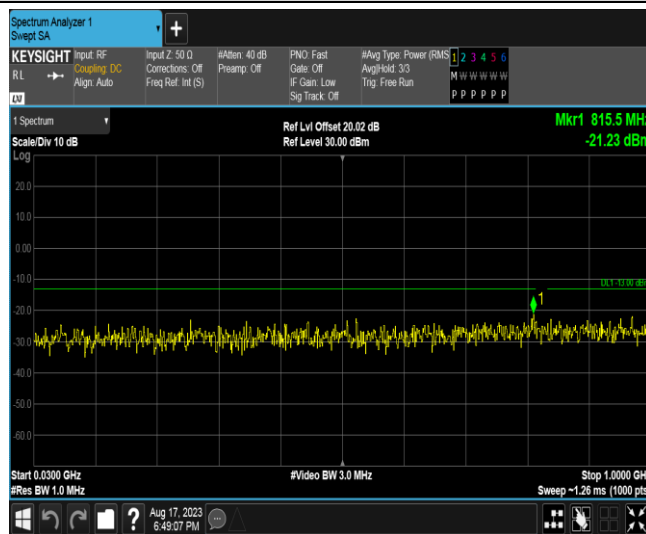 Spectrum Analyzer 1
Swept SA
+
KEYSIGHT
RL
LXI
Input: RF
Coupling: DC
Align: Auto
Input Z: 50 Ω
Corrections: Off
Freq Ref: Int (S)
#Atten: 40 dB
Preamp: Off
PNO: Fast
Gate: Off
IF Gain: Low
Sig Track: Off
#Avg Type: Power (RMS
Avg|Hold: 3/3
Trig: Free Run
1 2 3 4 5 6
M W W W W W
P P P P P P
1 Spectrum
Scale/Div 10 dB
Log
Ref Lvl Offset 20.02 dB
Ref Level 30.00 dBm
Mkr1 815.5 MHz
-21.23 dBm
20.0
10.0
0.00
-10.0
DL1 -13.00 dBm
1
-20.0
-30.0
-40.0
-50.0
-60.0
Start 0.0300 GHz
#Res BW 1.0 MHz
#Video BW 3.0 MHz
Stop 1.0000 GH
Sweep ~1.26 ms (1000 pts
?
Aug 17, 2023
6:49:07 PM